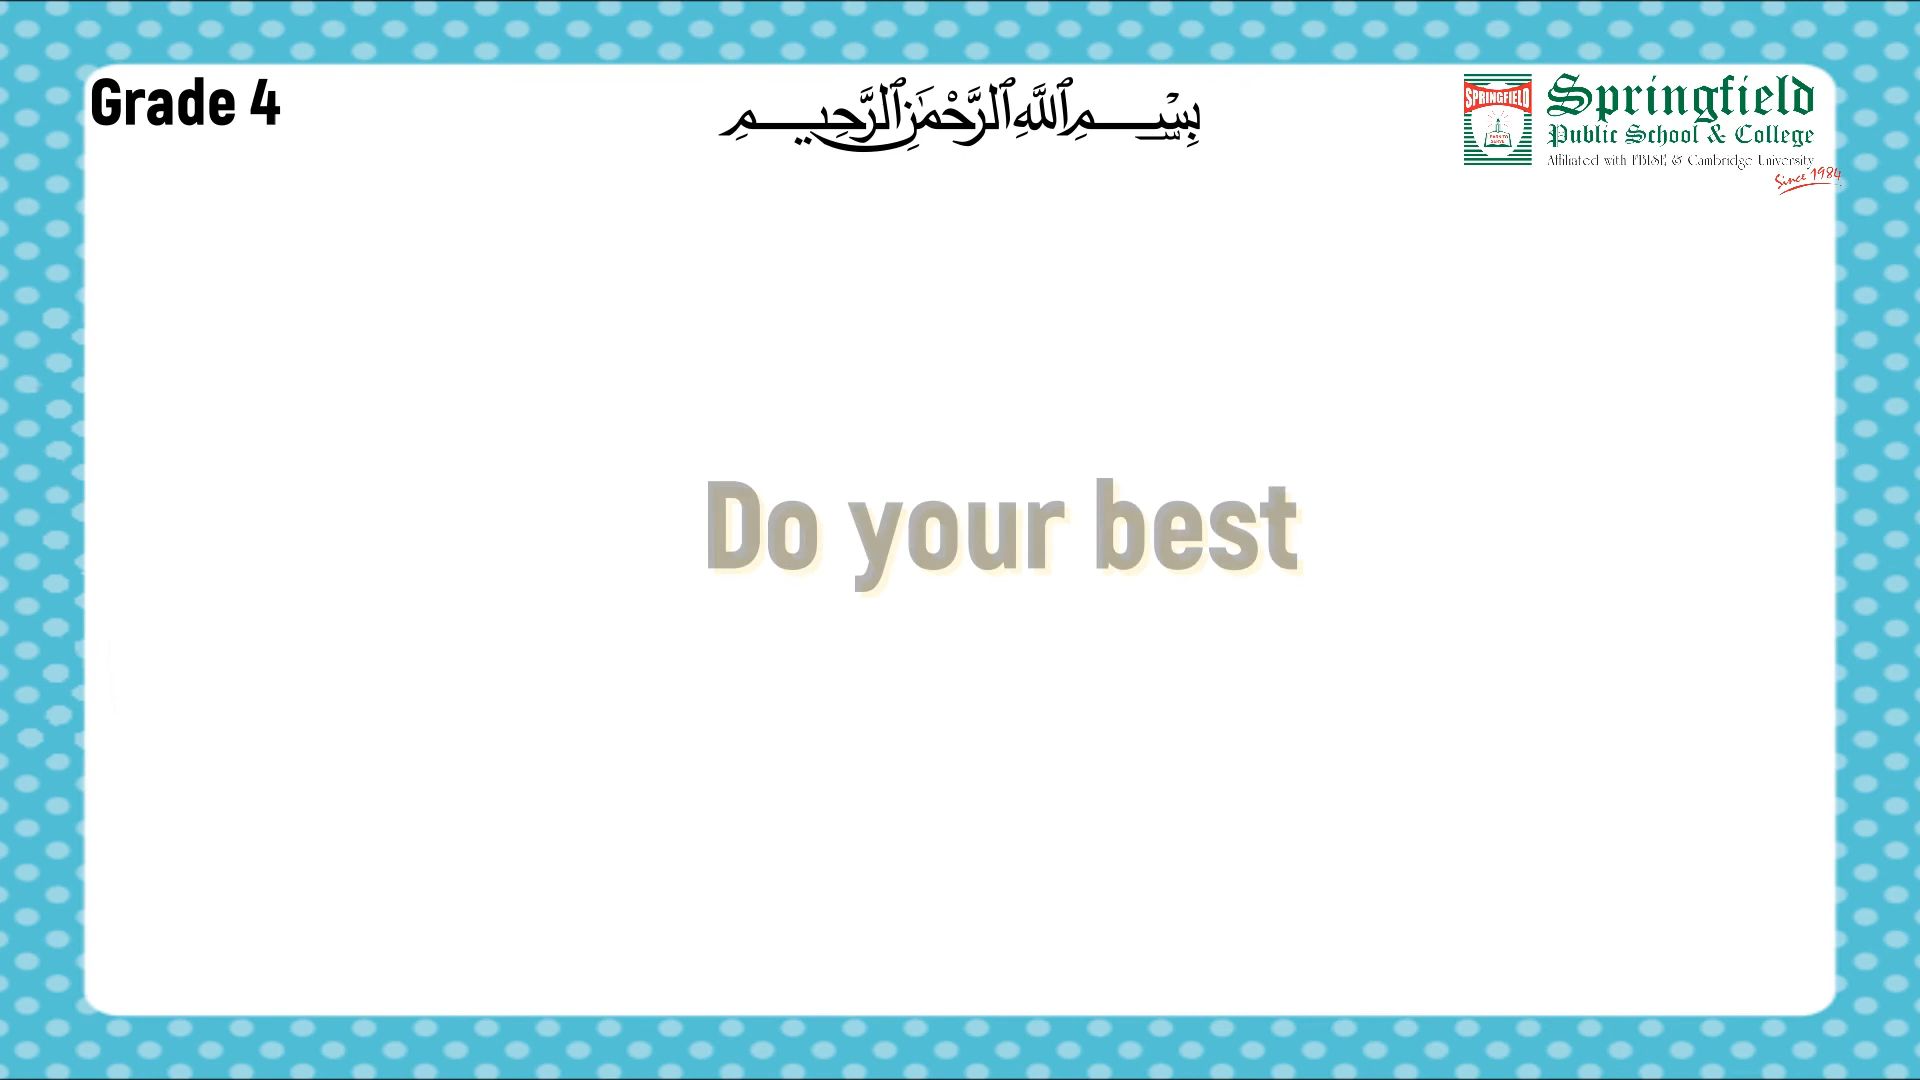 Grade 4
بِسْمِ ٱللَّهِ ٱلرَّحْمَٰنِ ٱلرَّحِيمِ
SPRINGFIELD
Springfield
Public School & College
Affiliated with FBISE & Cambridge University
Since 1984
Do your best